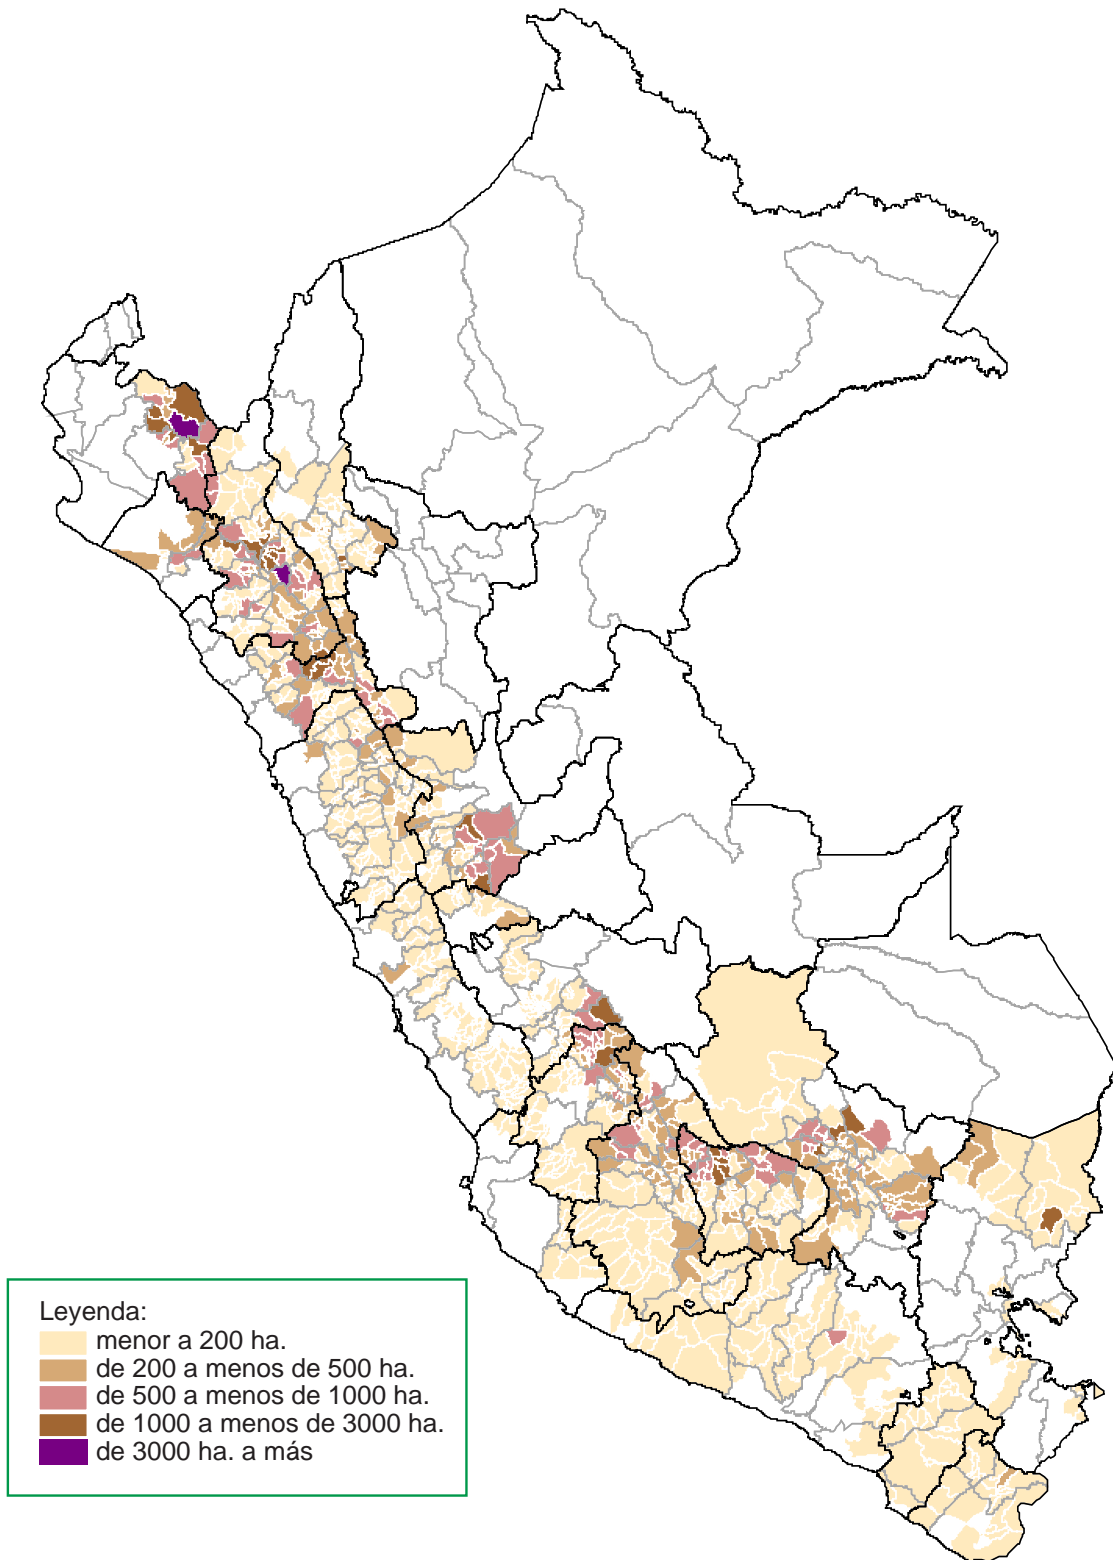 Leyenda:
menor a 200 ha.
de 200 a menos de 500 ha.
de 500 a menos de 1000 ha.
de 1000 a menos de 3000 ha.
de 3000 ha. a más